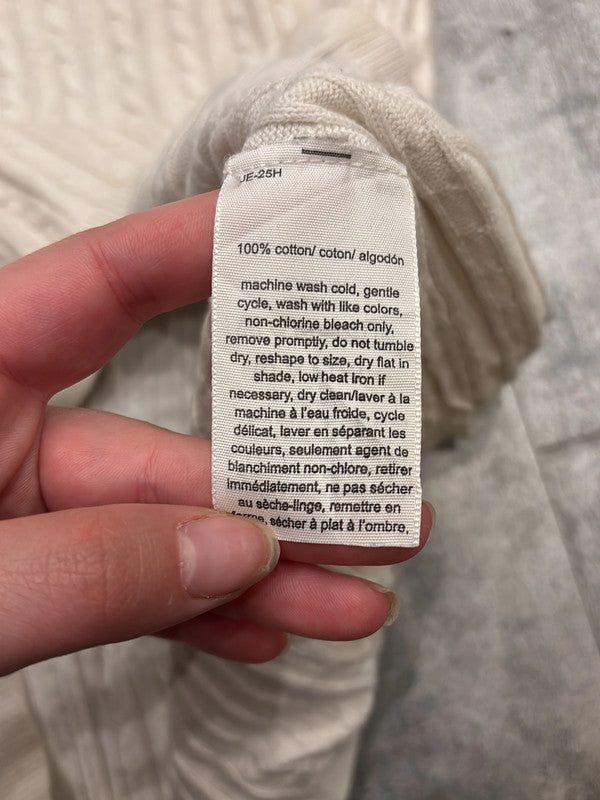 UE-25H
100% cotton/ coton/ algodón
machine wash cold, gentle
cycle, wash with like colors,
non-chlorine bleach only,
remove promptly, do not tumble
dry, reshape to size, dry flat in
shade, low heat iron if
necessary, dry clean/laver à la
machine à l'eau froide, cycle
délicat, laver en séparant les
couleurs, seulement agent de
blanchiment non-chlore, retirer
immédiatement, ne pas sécher
au sèche-linge, remettre en
forme, sécher à plat à l'ombre,